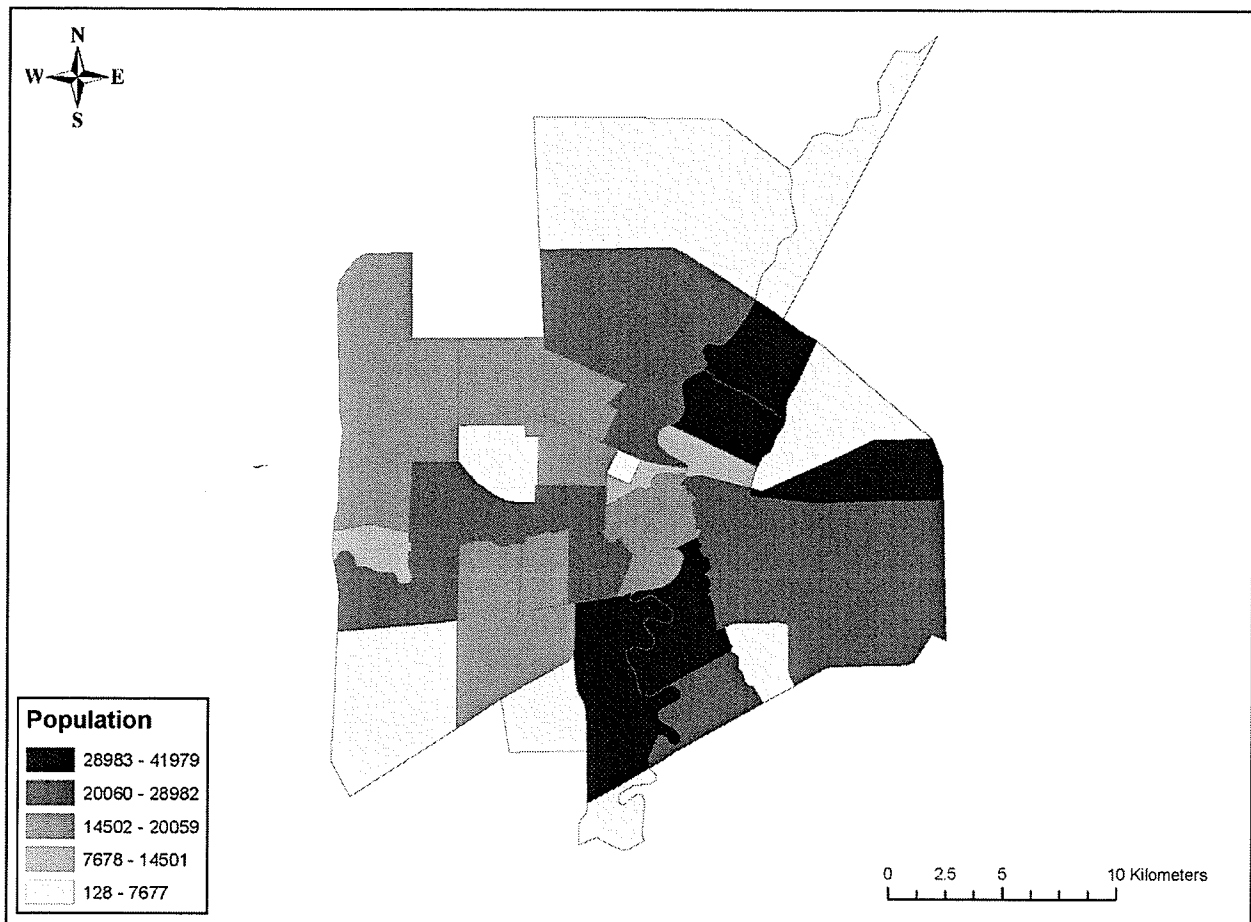 N
W E
S
Population
28983 - 41979
20060 - 28982
14502 - 20059
7678 - 14501
128 - 7677
0 2.5 5 10 Kilometers